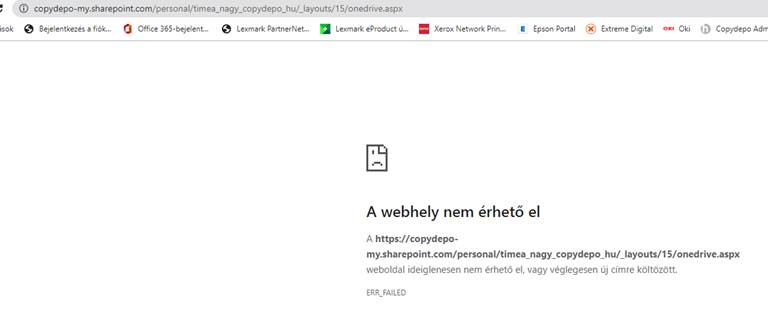 copydepo-my.sharepoint.com/personal/timea_nagy_copydepo_hu/_layouts/15/onedrive.aspx
ások Bejelentkezés a fiók... Office 365-bejelent... Lexmark PartnerNet... Lexmark eProduct ú... Xerox Network Prin... Epson Portal Extreme Digital OKI Oki Copydepo Adm
A webhely nem érhető el
A https://copydepo-
my.sharepoint.com/personal/timea_nagy_copydepo_hu/_layouts/15/onedrive.aspx
weboldal ideiglenesen nem érhető el, vagy véglegesen új címre költözött.
ERR_FAILED